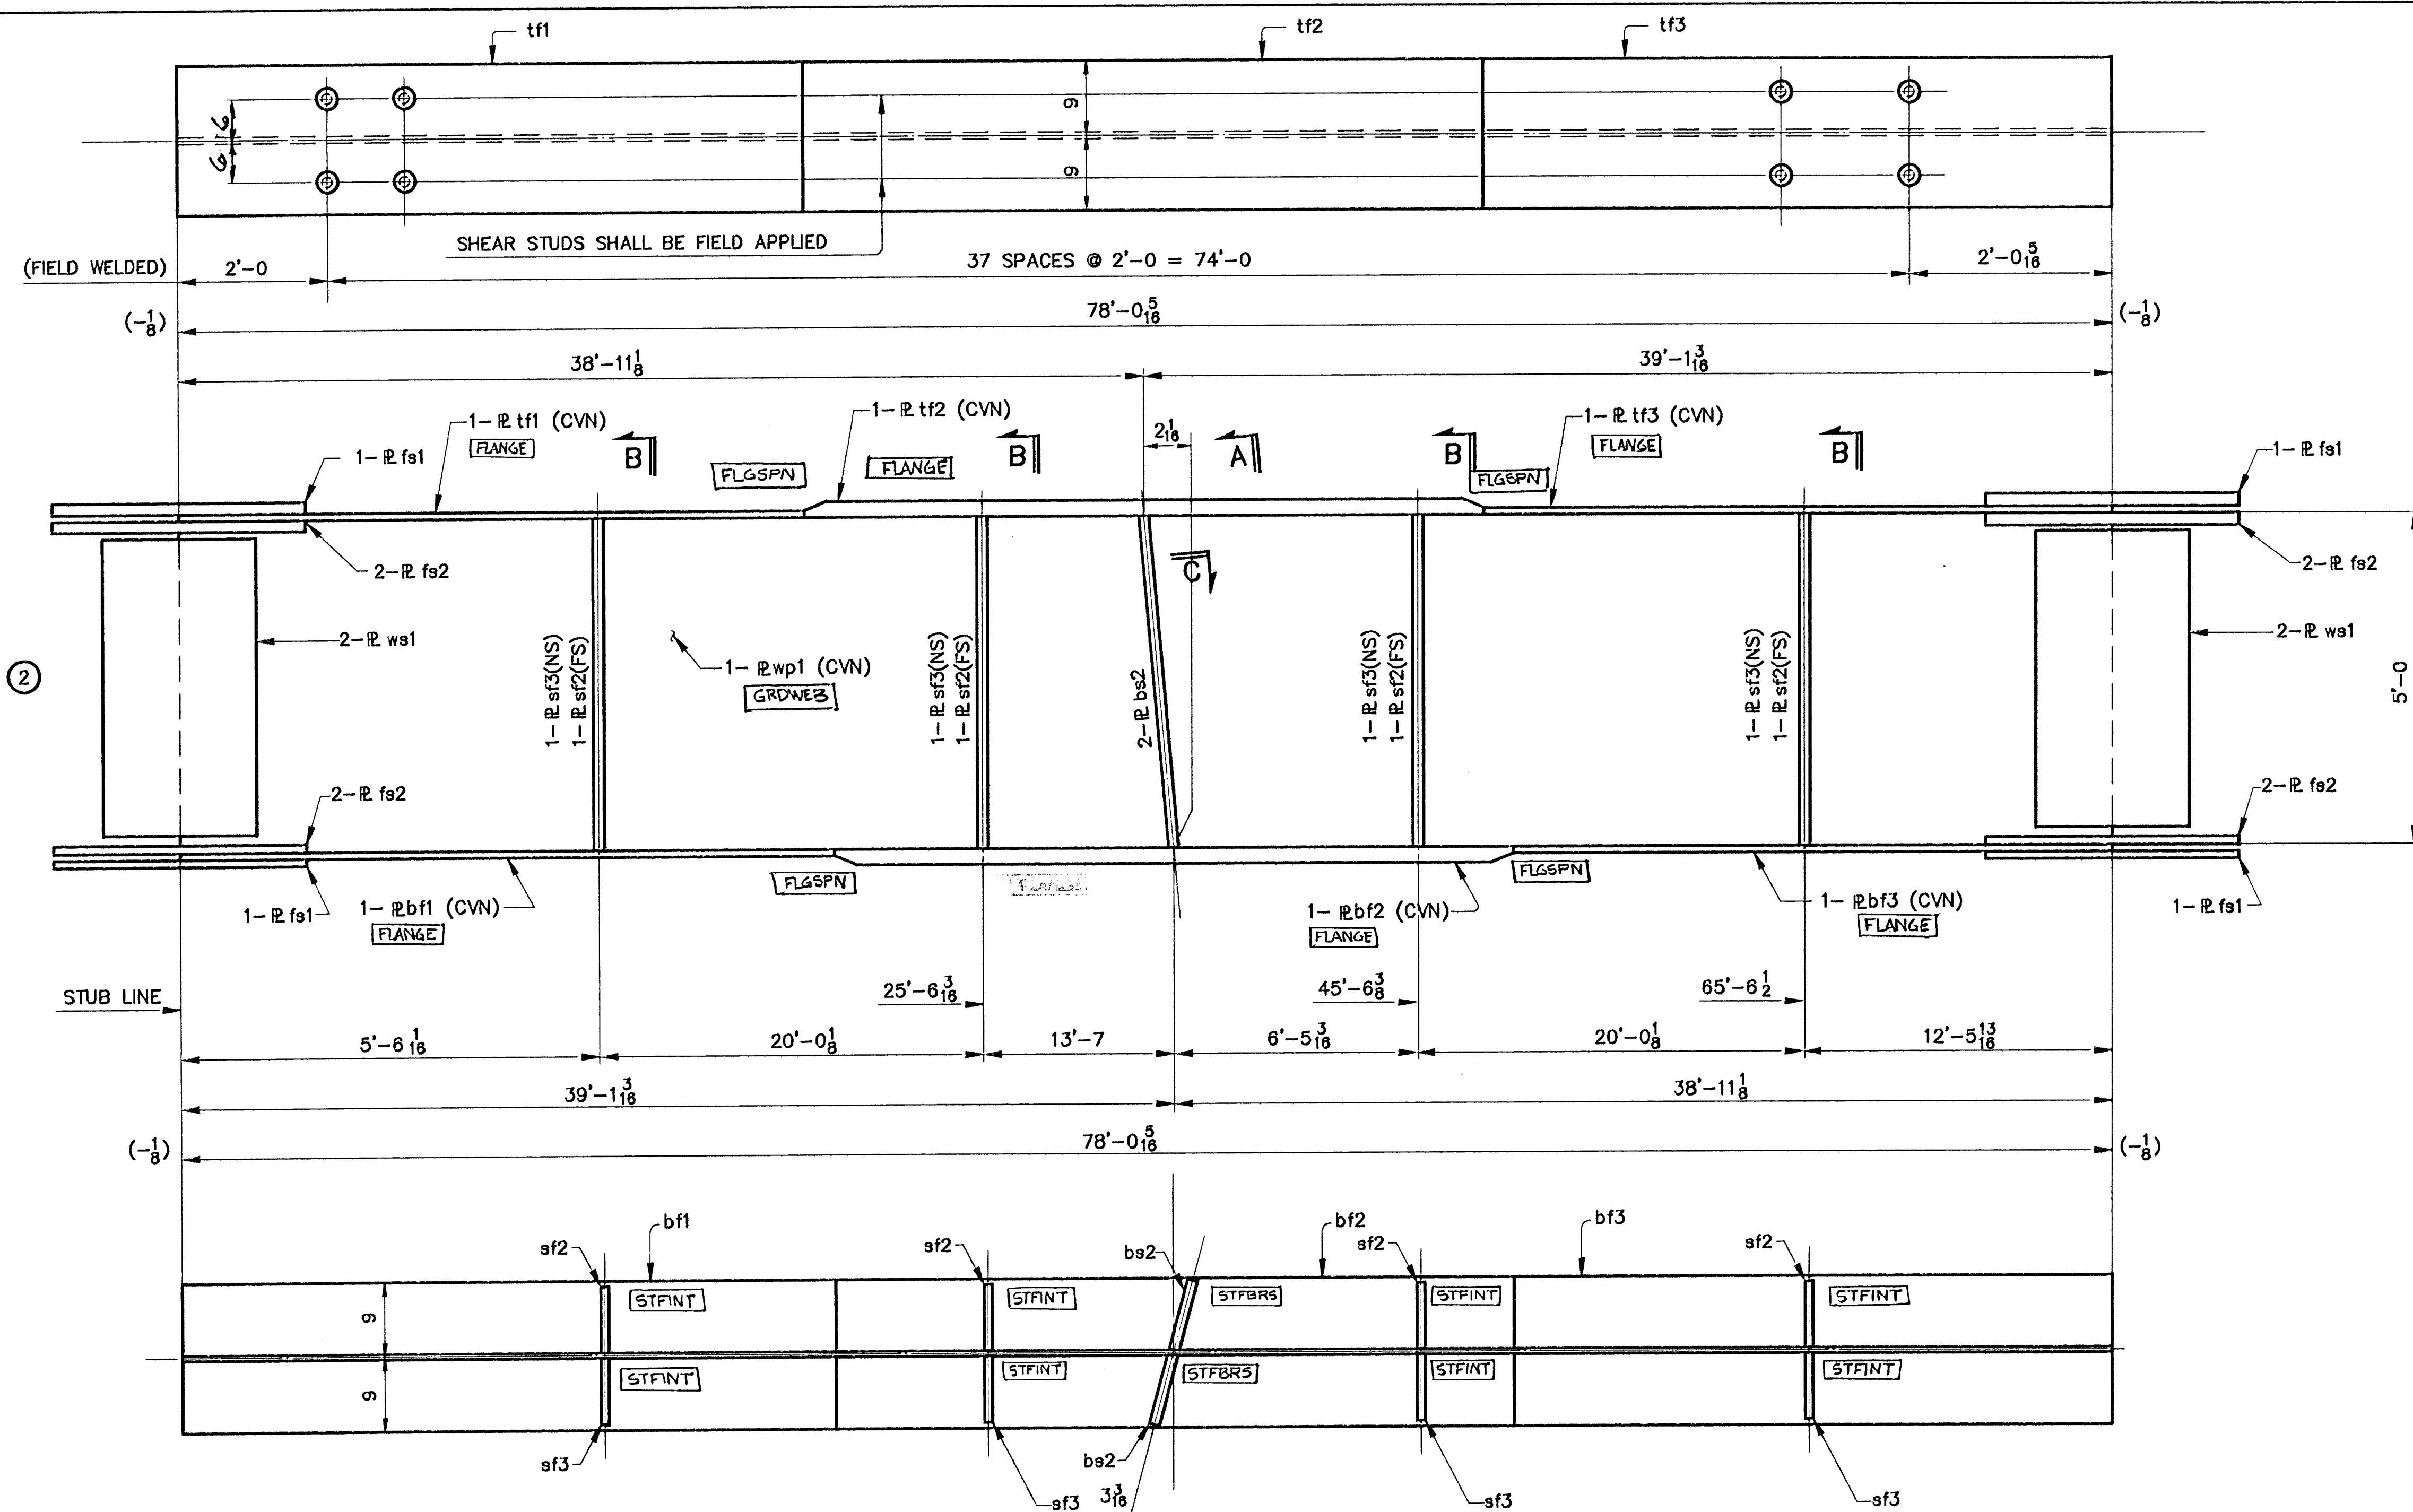 tf1
tf2
tf3
6
6
9
9
SHEAR STUDS SHALL BE FIELD APPLIED
(FIELD WELDED)
2'-0
37 SPACES @ 2'-0 = 74'-0
2'-0 5/16
(-1/8)
78'-0 5/16
(-1/8)
38'-11 1/8
39'-1 3/16
1- PL tf1 (CVN)
FLANGE
1- PL tf2 (CVN)
FLANGE
2 1/16
1- PL tf3 (CVN)
FLANGE
1- PL fs1
B
FLGSPN
B
A
B
FLGSPN
B
1- PL fs1
2- PL fs2
2- PL fs2
C
2- PL ws1
1- PL sf3(NS)
1- PL sf2(FS)
1- PL wp1 (CVN)
GRDWEB
1- PL sf3(NS)
1- PL sf2(FS)
2- PL bs2
1- PL sf3(NS)
1- PL sf2(FS)
1- PL sf3(NS)
1- PL sf2(FS)
2- PL ws1
2
5'-0
2- PL fs2
2- PL fs2
1- PL fs1
1- PL bf1 (CVN)
FLANGE
FLGSPN
1- PL bf2 (CVN)
FLANGE
FLGSPN
1- PL bf3 (CVN)
FLANGE
1- PL fs1
STUB LINE
25'-6 3/16
45'-6 3/8
65'-6 1/2
5'-6 1/16
20'-0 1/8
13'-7
6'-5 3/16
20'-0 1/8
12'-5 13/16
39'-1 3/16
38'-11 1/8
(-1/8)
78'-0 5/16
(-1/8)
sf2
bf1
sf2
bs2
bf2
sf2
bf3
sf2
STFINT
STFINT
STFBRS
STFINT
STFINT
9
9
STFINT
STFINT
STFBRS
STFINT
STFINT
sf3
bs2
sf3
3 3/16
sf3
sf3